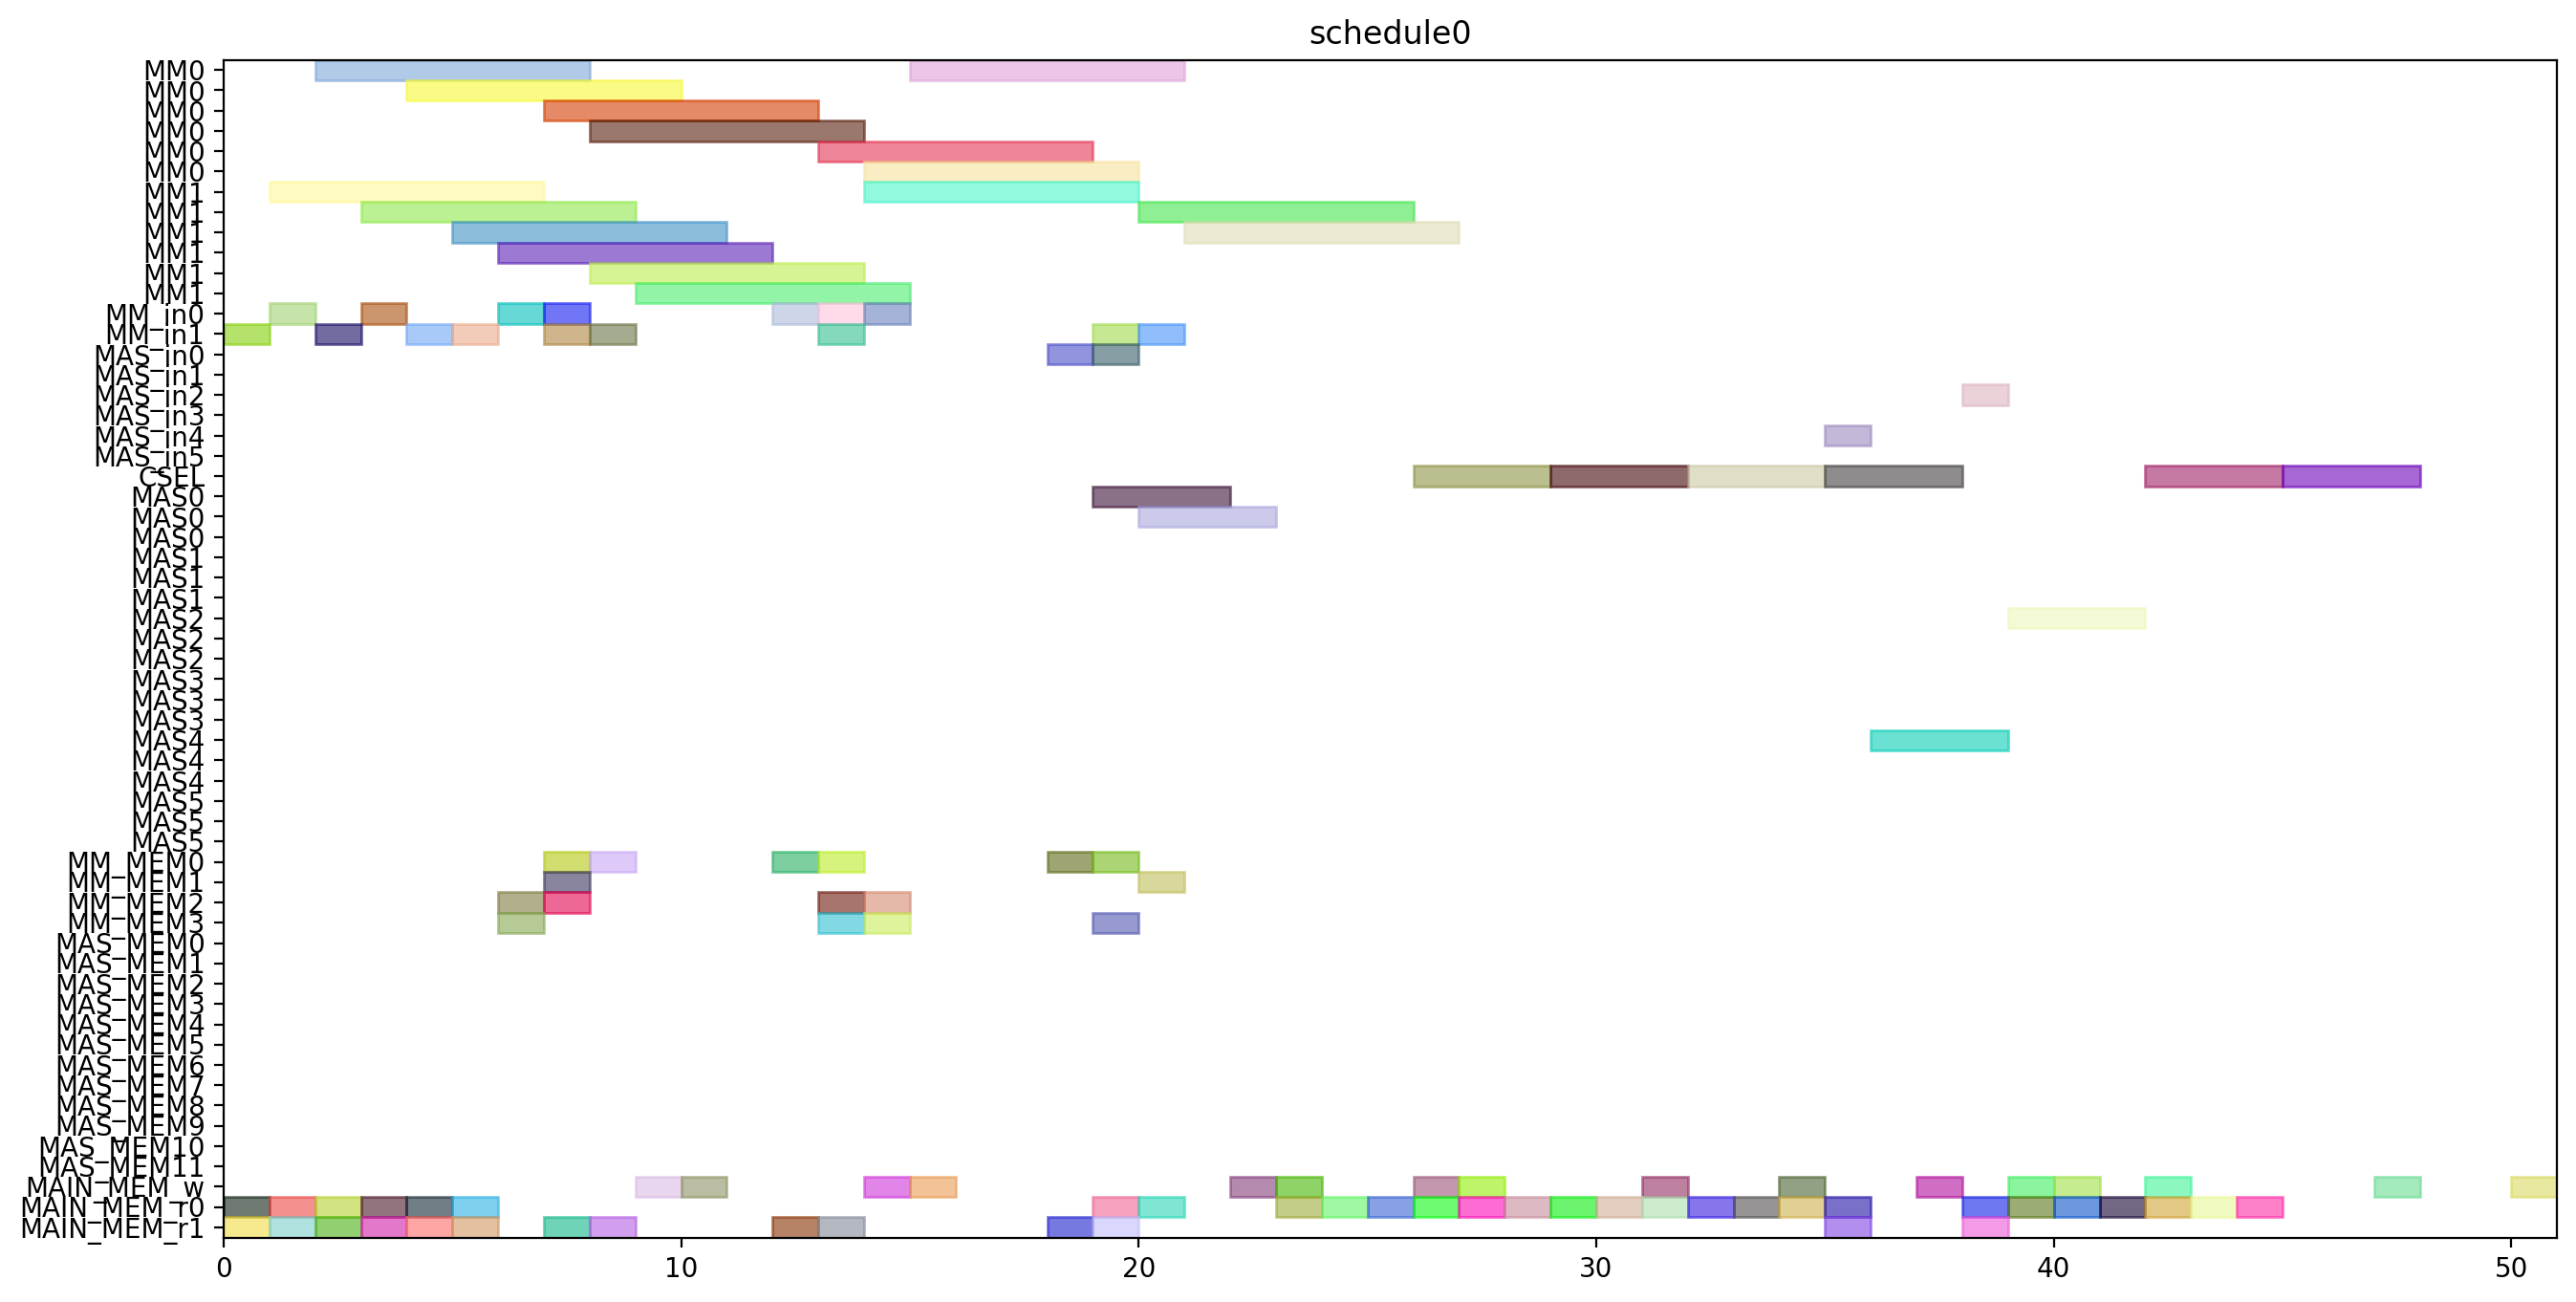 schedule0
MM0
MM0
MM0
MM0
MM0
MM0
MM1
MM1
MM1
MM1
MM1
MM1
MM_in0
MM_in1
MAS_in0
MAS_in1
MAS_in2
MAS_in3
MAS_in4
MAS_in5
CSEL
MAS0
MAS0
MAS0
MAS1
MAS1
MAS1
MAS2
MAS2
MAS2
MAS3
MAS3
MAS3
MAS4
MAS4
MAS4
MAS5
MAS5
MAS5
MM_MEM0
MM_MEM1
MM_MEM2
MM_MEM3
MAS_MEM0
MAS_MEM1
MAS_MEM2
MAS_MEM3
MAS_MEM4
MAS_MEM5
MAS_MEM6
MAS_MEM7
MAS_MEM8
MAS_MEM9
MAS_MEM10
MAS_MEM11
MAIN_MEM_w
MAIN_MEM_r0
MAIN_MEM_r1
0 10 20 30 40 50